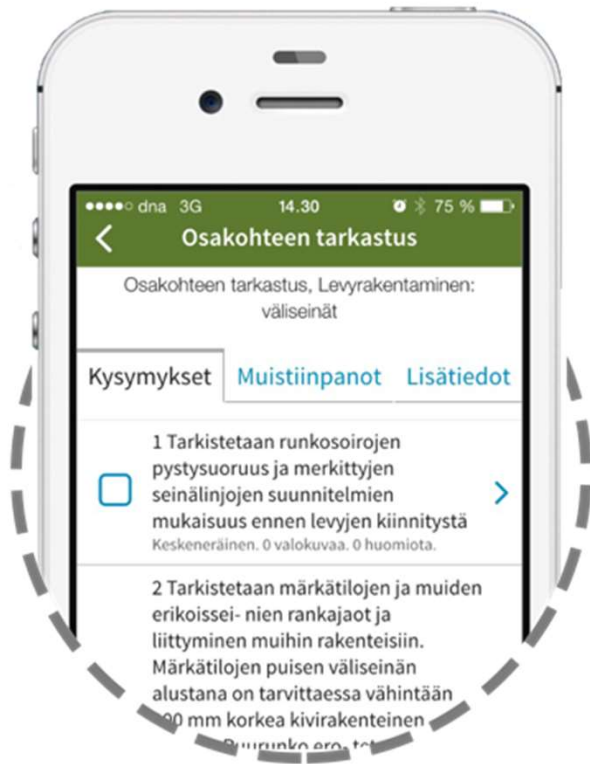 dna 3G 14.30 75 %
Osakohteen tarkastus
Osakohteen tarkastus, Levyrakentaminen:
väliseinät
Kysymykset Muistiinpanot Lisätiedot
1 Tarkistetaan runkosoirojen
pystysuoruus ja merkittyjen
seinälinjojen suunnitelmien
mukaisuus ennen levyjen kiinnitystä
Keskeneräinen. 0 valokuvaa. 0 huomiota.
2 Tarkistetaan märkätilojen ja muiden
erikoissei- nien rankajaot ja
liittyminen muihin rakenteisiin.
Märkätilojen puisen väliseinän
alustana on tarvittaessa vähintään
mm korkea kivirakenteinen